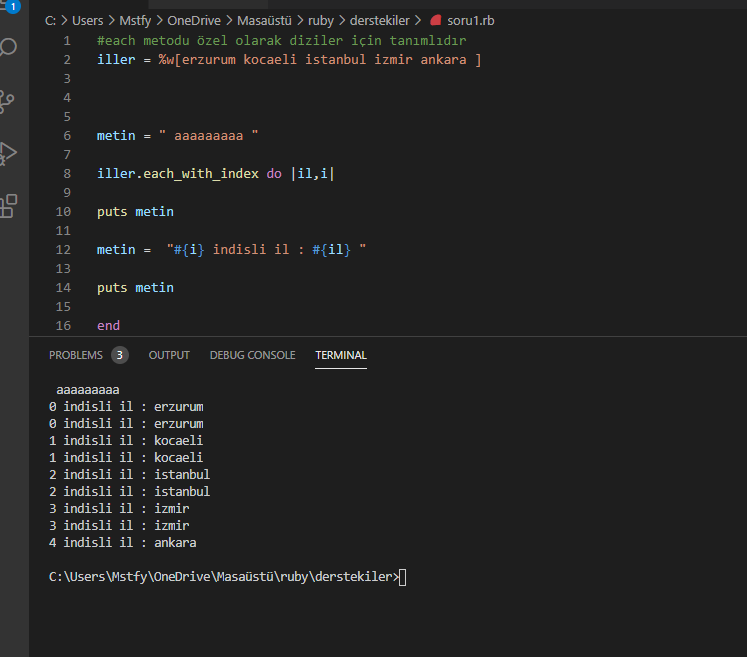 1
C: > Users > Mstfy > OneDrive > Masaüstü > ruby > derstekiler > soru1.rb
1 #each metodu özel olarak diziler için tanımlıdır
2 iller = %w[erzurum kocaeli istanbul izmir ankara ]
3
4
5
6 metin = " aaaaaaaaa "
7
8 iller.each_with_index do |il,i|
9
10 puts metin
11
12 metin =  "#{i} indisli il : #{il} "
13
14 puts metin
15
16 end
PROBLEMS 3 OUTPUT DEBUG CONSOLE TERMINAL
aaaaaaaaa
0 indisli il : erzurum
0 indisli il : erzurum
1 indisli il : kocaeli
1 indisli il : kocaeli
2 indisli il : istanbul
2 indisli il : istanbul
3 indisli il : izmir
3 indisli il : izmir
4 indisli il : ankara
C:\Users\Mstfy\OneDrive\Masaüstü\ruby\derstekiler>